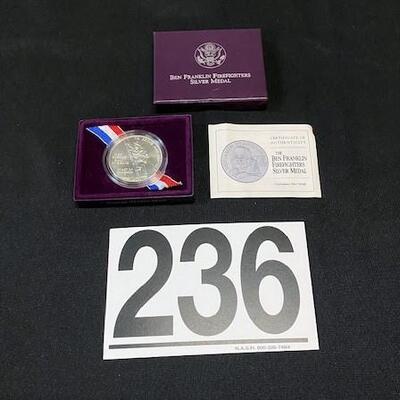 BEN FRANKLIN FIREFIGHTERS
SILVER MEDAL
CERTIFICATE OF
AUTHENTICITY
THE
BEN FRANKLIN
FIREFIGHTERS
SILVER MEDAL
236